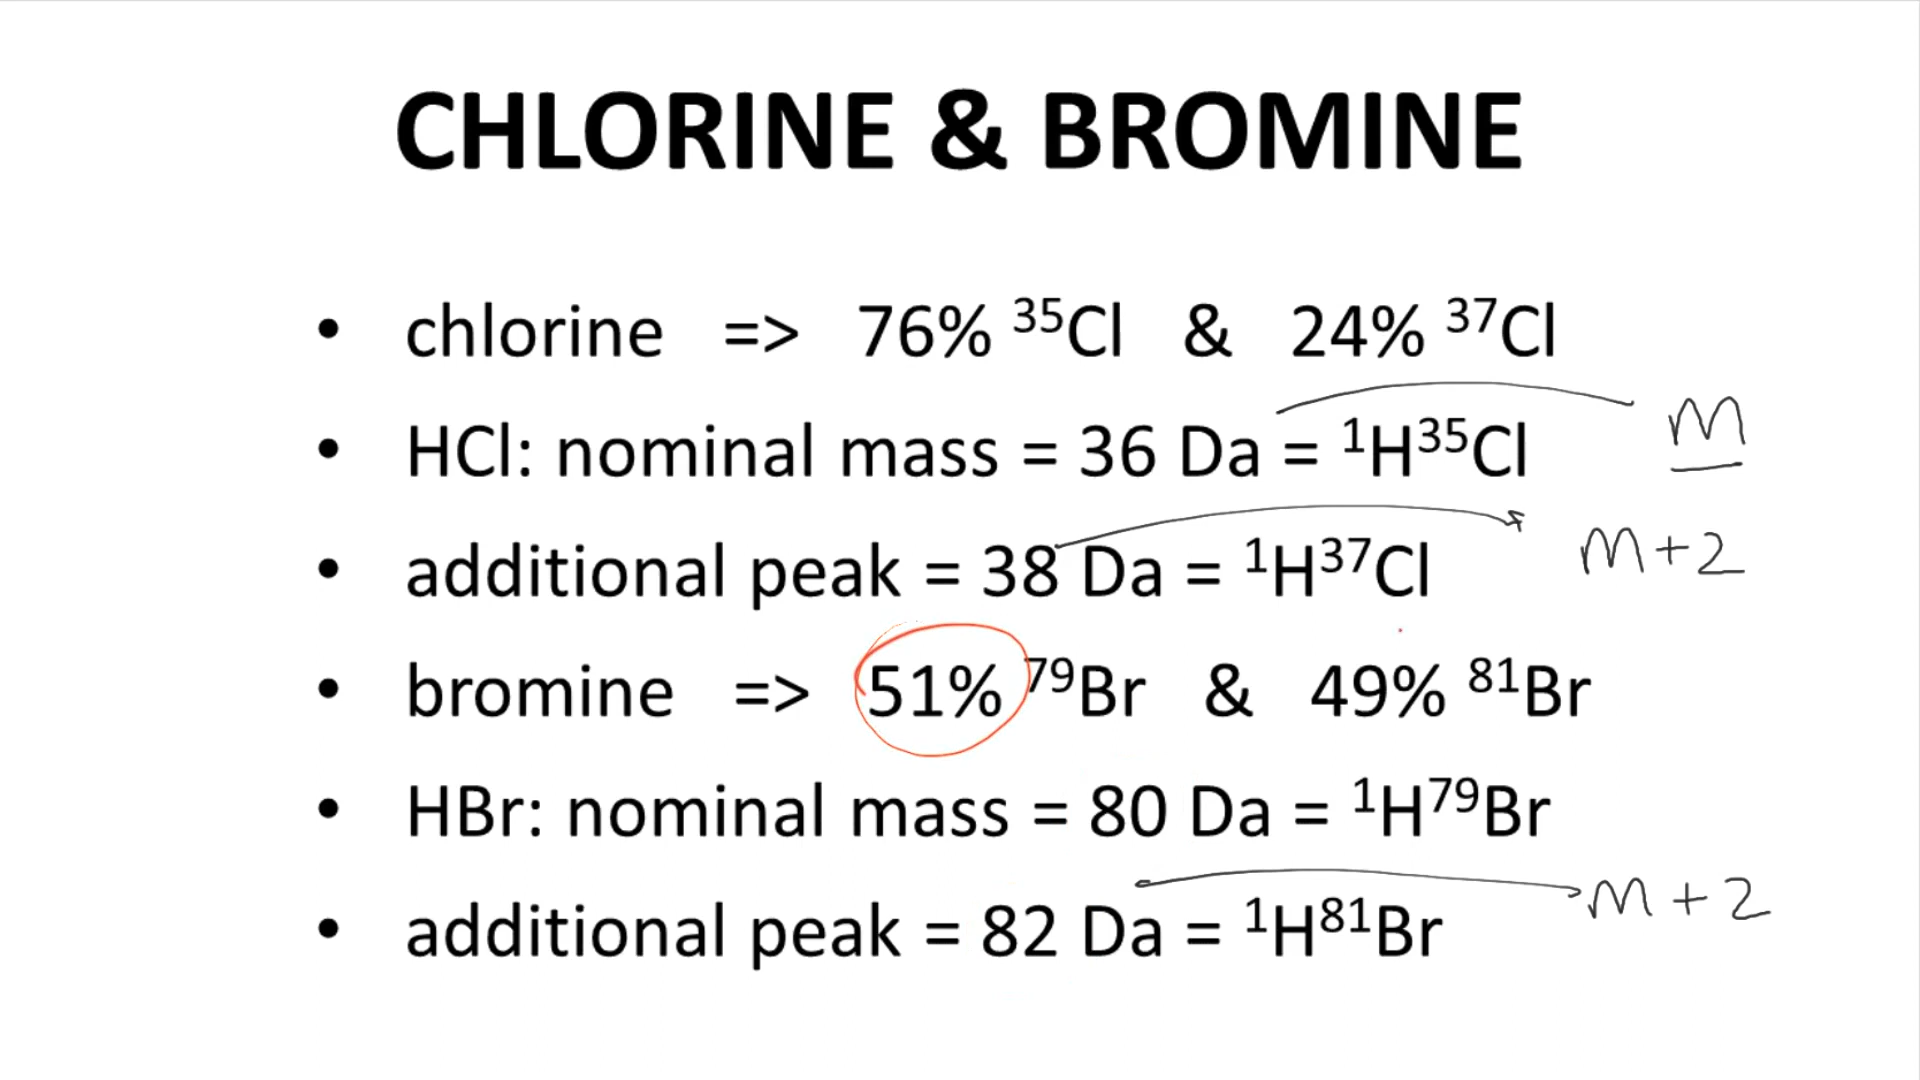 CHLORINE & BROMINE
• chlorine => 76% ³⁵Cl & 24% ³⁷Cl
• HCl: nominal mass = 36 Da = ¹H³⁵Cl
M
• additional peak = 38 Da = ¹H³⁷Cl
M+2
• bromine => 51% ⁷⁹Br & 49% ⁸¹Br
• HBr: nominal mass = 80 Da = ¹H⁷⁹Br
• additional peak = 82 Da = ¹H⁸¹Br
M+2